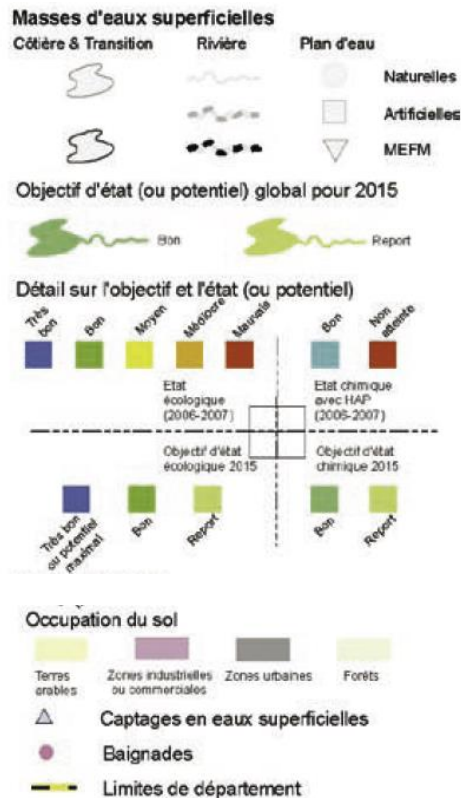 Masses d'eaux superficielles
Côtière & Transition Rivière Plan d'eau
Naturelles
Artificielles
MEFM
Objectif d'état (ou potentiel) global pour 2015
Bon Report
Détail sur l'objectif et l'état (ou potentiel)
Très bon Bon Moyen Médiocre Mauvais Bon Non atteinte
Etat écologique (2006-2007)
Etat chimique avec HAP (2006-2007)
Objectif d'état écologique 2015
Objectif d'état chimique 2015
Très bon ou potentiel maximal Bon Report Bon Report
Occupation du sol
Terres arables
Zones industrielles ou commerciales
Zones urbaines
Forêts
Captages en eaux superficielles
Baignades
Limites de département